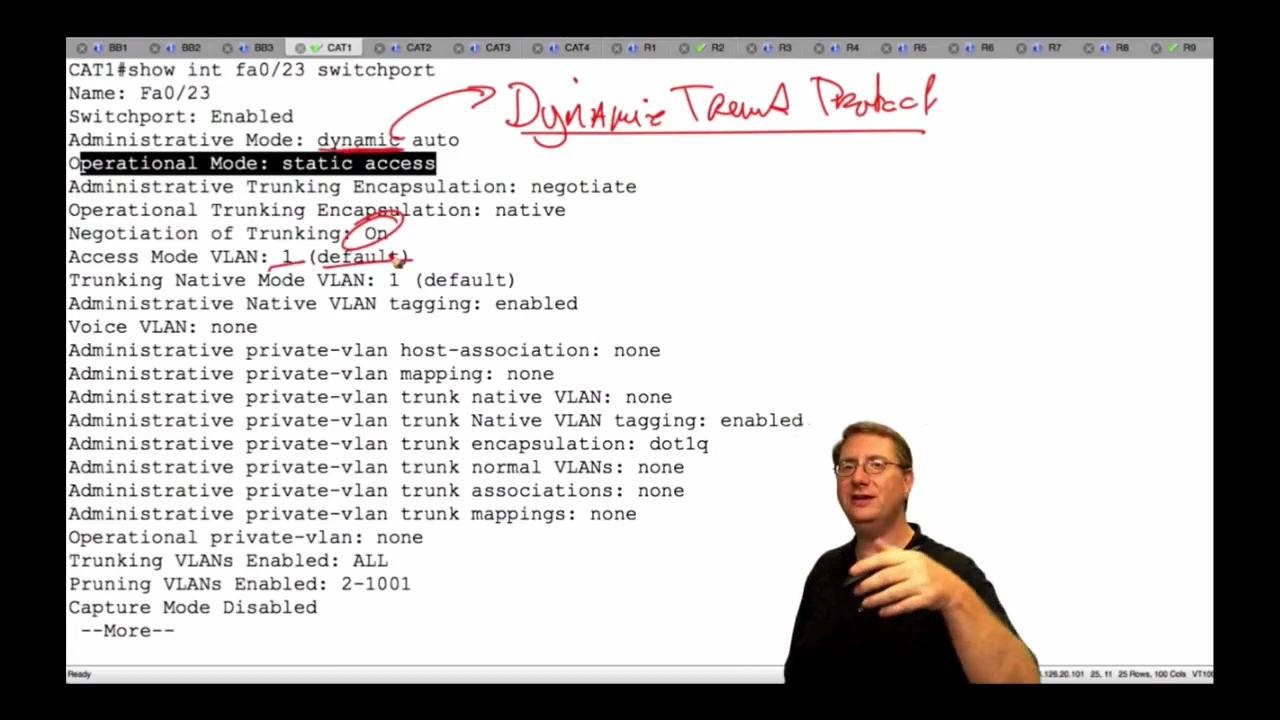 BB1 BB2 BB3 CAT1 CAT2 CAT3 CAT4 R1 R2 R3 R4 R5 R6 R7 R8 R9
CAT1#show int fa0/23 switchport
Name: Fa0/23
Switchport: Enabled
Administrative Mode: dynamic auto
Dynamic Trunk Protocol
Operational Mode: static access
Administrative Trunking Encapsulation: negotiate
Operational Trunking Encapsulation: native
Negotiation of Trunking: On
Access Mode VLAN: 1 (default)
Trunking Native Mode VLAN: 1 (default)
Administrative Native VLAN tagging: enabled
Voice VLAN: none
Administrative private-vlan host-association: none
Administrative private-vlan mapping: none
Administrative private-vlan trunk native VLAN: none
Administrative private-vlan trunk Native VLAN tagging: enabled
Administrative private-vlan trunk encapsulation: dot1q
Administrative private-vlan trunk normal VLANs: none
Administrative private-vlan trunk associations: none
Administrative private-vlan trunk mappings: none
Operational private-vlan: none
Trunking VLANs Enabled: ALL
Pruning VLANs Enabled: 2-1001
Capture Mode Disabled
--More--
Ready .126.20.101 25, 11 25 Rows, 100 Cols VT100